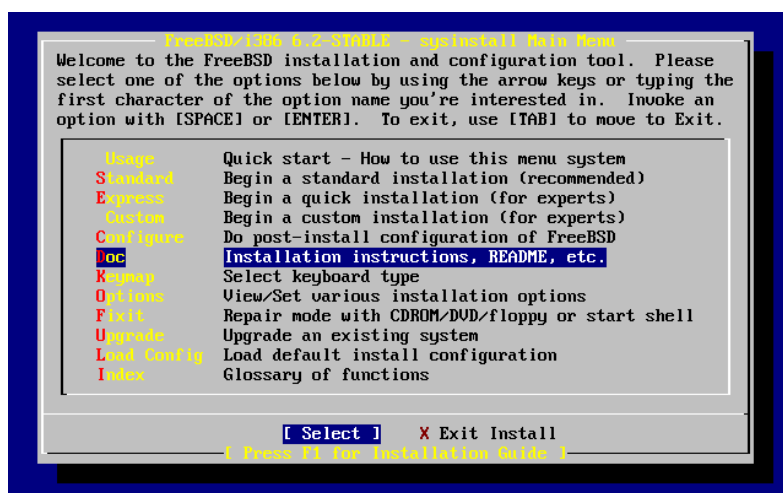 FreeBSD/i386 6.2-STABLE - sysinstall Main Menu
Welcome to the FreeBSD installation and configuration tool.  Please
select one of the options below by using the arrow keys or typing the
first character of the option name you're interested in.  Invoke an
option with [SPACE] or [ENTER].  To exit, use [TAB] to move to Exit.
Usage Quick start - How to use this menu system
Standard Begin a standard installation (recommended)
Express Begin a quick installation (for experts)
Custom Begin a custom installation (for experts)
Configure Do post-install configuration of FreeBSD
Doc Installation instructions, README, etc.
Keymap Select keyboard type
Options View/Set various installation options
Fixit Repair mode with CDROM/DVD/floppy or start shell
Upgrade Upgrade an existing system
Load Config Load default install configuration
Index Glossary of functions
[ Select ] X Exit Install
[ Press F1 for Installation Guide ]